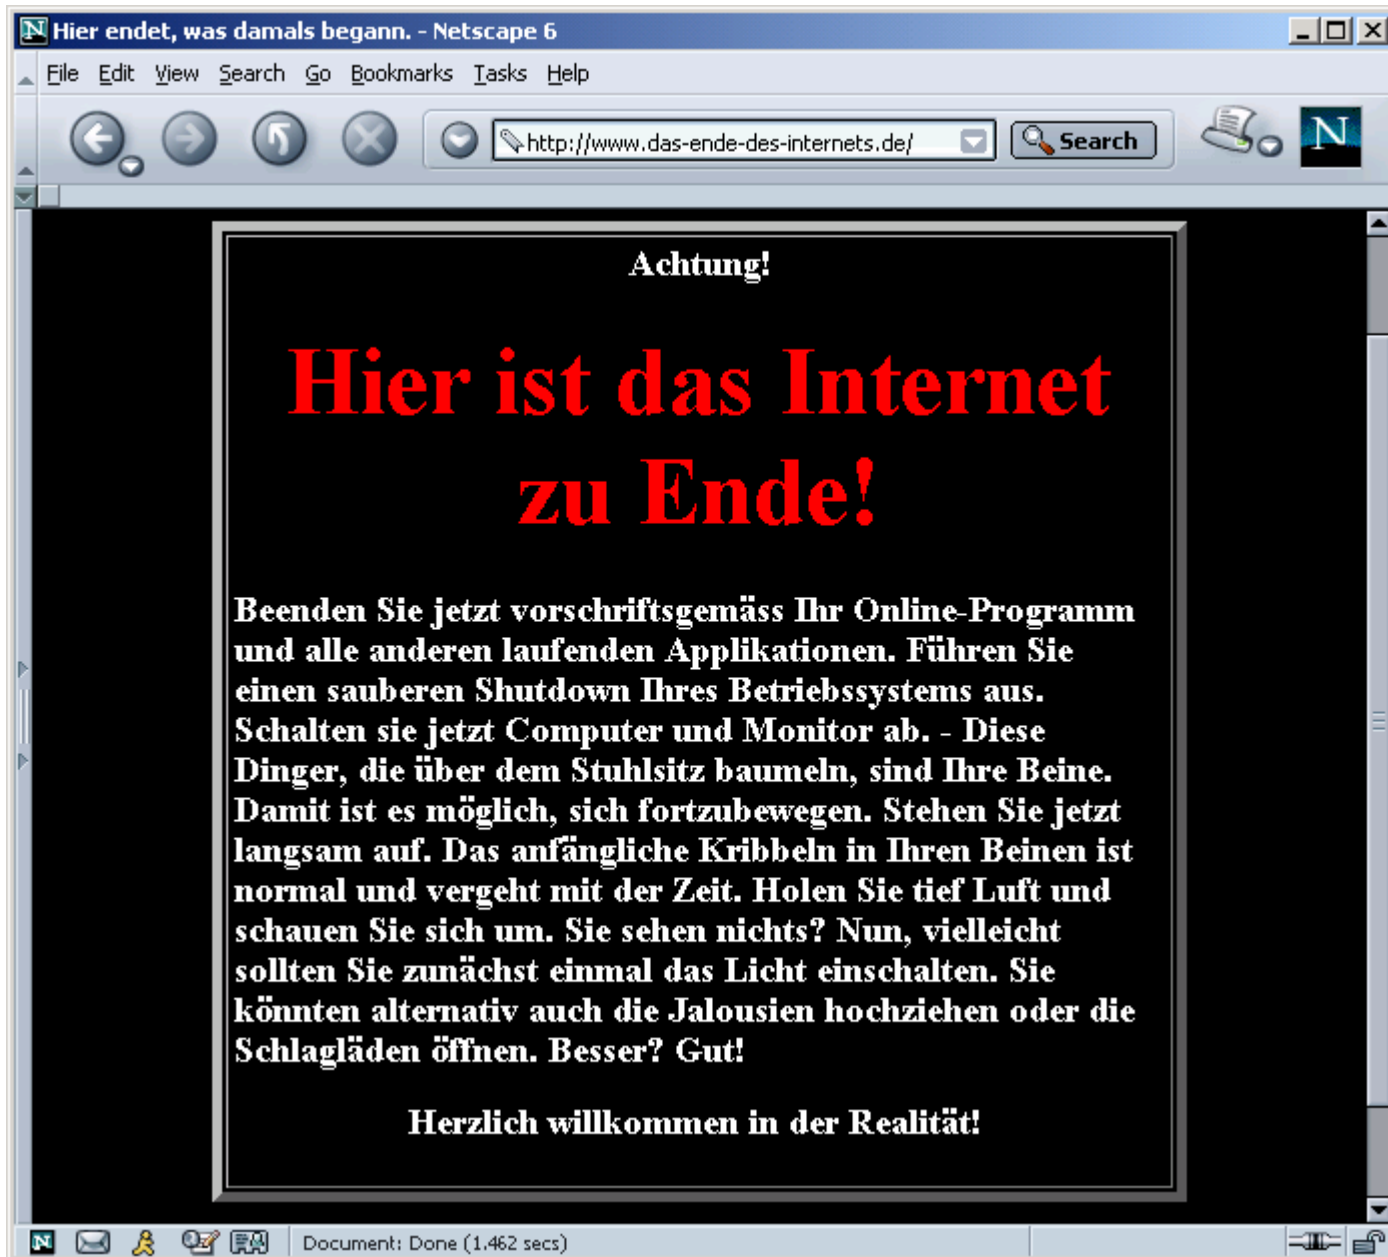 Hier endet, was damals begann. - Netscape 6
File Edit View Search Go Bookmarks Tasks Help
http://www.das-ende-des-internets.de/ Search N
Achtung!
Hier ist das Internet
zu Ende!
Beenden Sie jetzt vorschriftsgemäss Ihr Online-Programm
und alle anderen laufenden Applikationen. Führen Sie
einen sauberen Shutdown Ihres Betriebssystems aus.
Schalten sie jetzt Computer und Monitor ab. - Diese
Dinger, die über dem Stuhlsitz baumeln, sind Ihre Beine.
Damit ist es möglich, sich fortzubewegen. Stehen Sie jetzt
langsam auf. Das anfängliche Kribbeln in Ihren Beinen ist
normal und vergeht mit der Zeit. Holen Sie tief Luft und
schauen Sie sich um. Sie sehen nichts? Nun, vielleicht
sollten Sie zunächst einmal das Licht einschalten. Sie
könnten alternativ auch die Jalousien hochziehen oder die
Schlagläden öffnen. Besser? Gut!
Herzlich willkommen in der Realität!
Document: Done (1.462 secs)